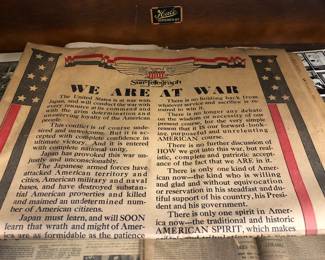 Sun-Telegraph
WE ARE AT WAR
The United States is at war with
Japan, and will conduct the war with
every resource at its command and
with the determination and
unswerving loyalty of the American
people.
This conflict is of course under-
sired and unwelcome. But it is ac-
cepted with complete confidence in
ultimate victory. And it is entered
with complete national unity.
Japan has provoked this war un-
justly and unconscionably.
The Japanese armed forces have
attacked American territory and
cities, American military and naval
bases, and have destroyed substan-
tial American properties and killed
and maimed an undetermined num-
ber of American citizens.
Japan must learn, and will SOON
learn that wrath and might of Amer-
ica are as formidable as the patience
There is no holding back from
whatever service and sacrifice is re-
quired to win it.
There is no longer any debate
on the wisdom or necessity of our
warlike course, but the very simple
reason that it is our forward, reso-
lute, purposeful and unrelenting
AMERICAN course.
There is no further discussion of
HOW we got into this war, but real-
istic, complete and patriotic accept-
ance of the fact that we ARE in it.
There is only one kind of Amer-
ican now—the kind who is willing
and glad and without equivocation
or reservation in his steadfast and du-
tiful support of his country, his Presi-
dent and his government.
There is only one spirit in Amer-
ica now—the traditional and historic
AMERICAN SPIRIT, which makes